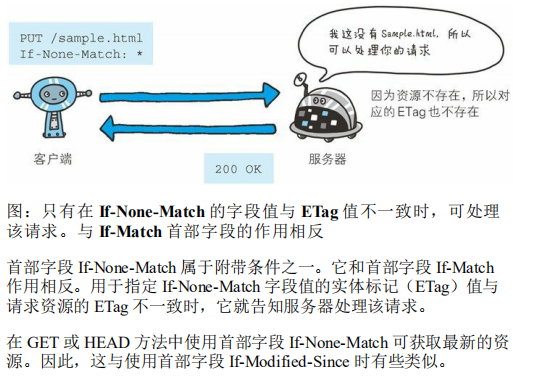 PUT /sample.html
If-None-Match: *
我这没有Sample.html，所以
可以处理你的请求
因为资源不存在，所以对
应的ETag也不存在
客户端
服务器
200 OK
图：只有在 If-None-Match 的字段值与 ETag 值不一致时，可处理
该请求。与 If-Match 首部字段的作用相反
首部字段 If-None-Match 属于附带条件之一。它和首部字段 If-Match
作用相反。用于指定 If-None-Match 字段值的实体标记（ETag）值与
请求资源的 ETag 不一致时，它就告知服务器处理该请求。
在 GET 或 HEAD 方法中使用首部字段 If-None-Match 可获取最新的资
源。因此，这与使用首部字段 If-Modified-Since 时有些类似。